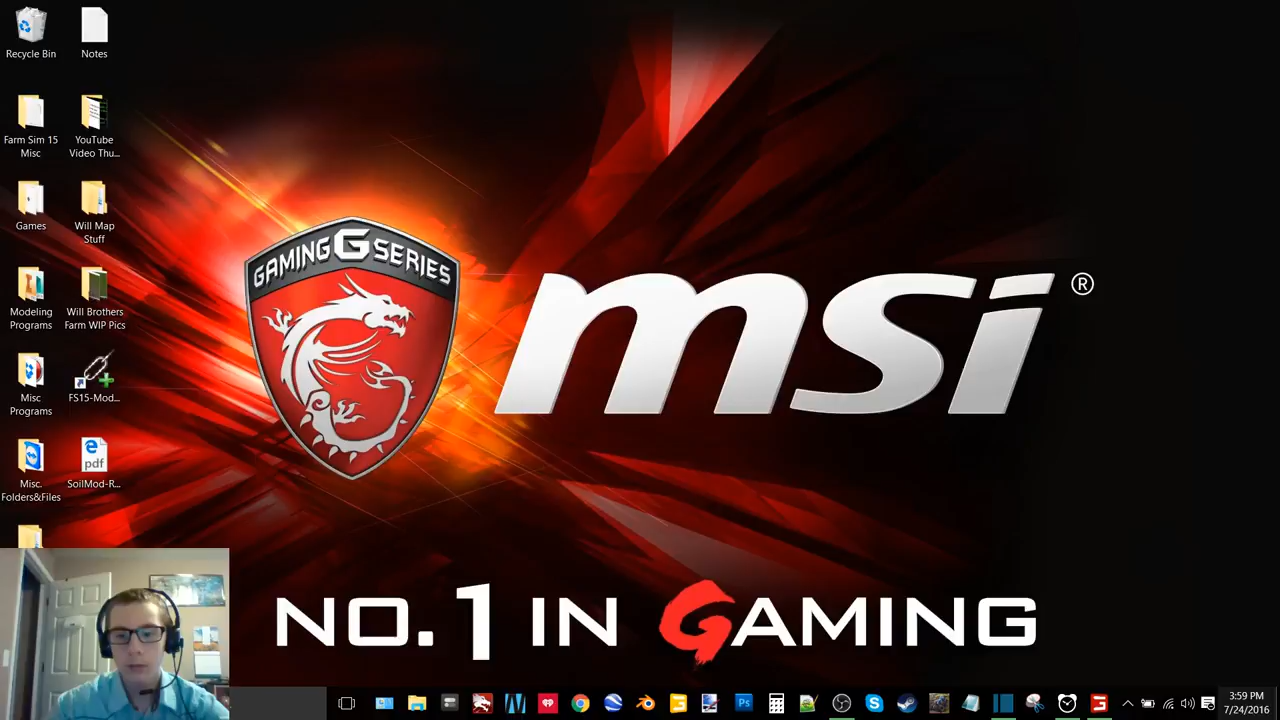 Recycle Bin
Notes
Farm Sim 15
Misc
YouTube
Video Thu...
Games
Will Map
Stuff
Modeling
Programs
Will Brothers
Farm WIP Pics
Misc
Programs
FS15-Mod...
Misc.
Folders&Files
pdf
SoilMod-R...
GAMING G SERIES
msi ®
NO.1 IN GAMING
Ps
3:59 PM
7/24/2016